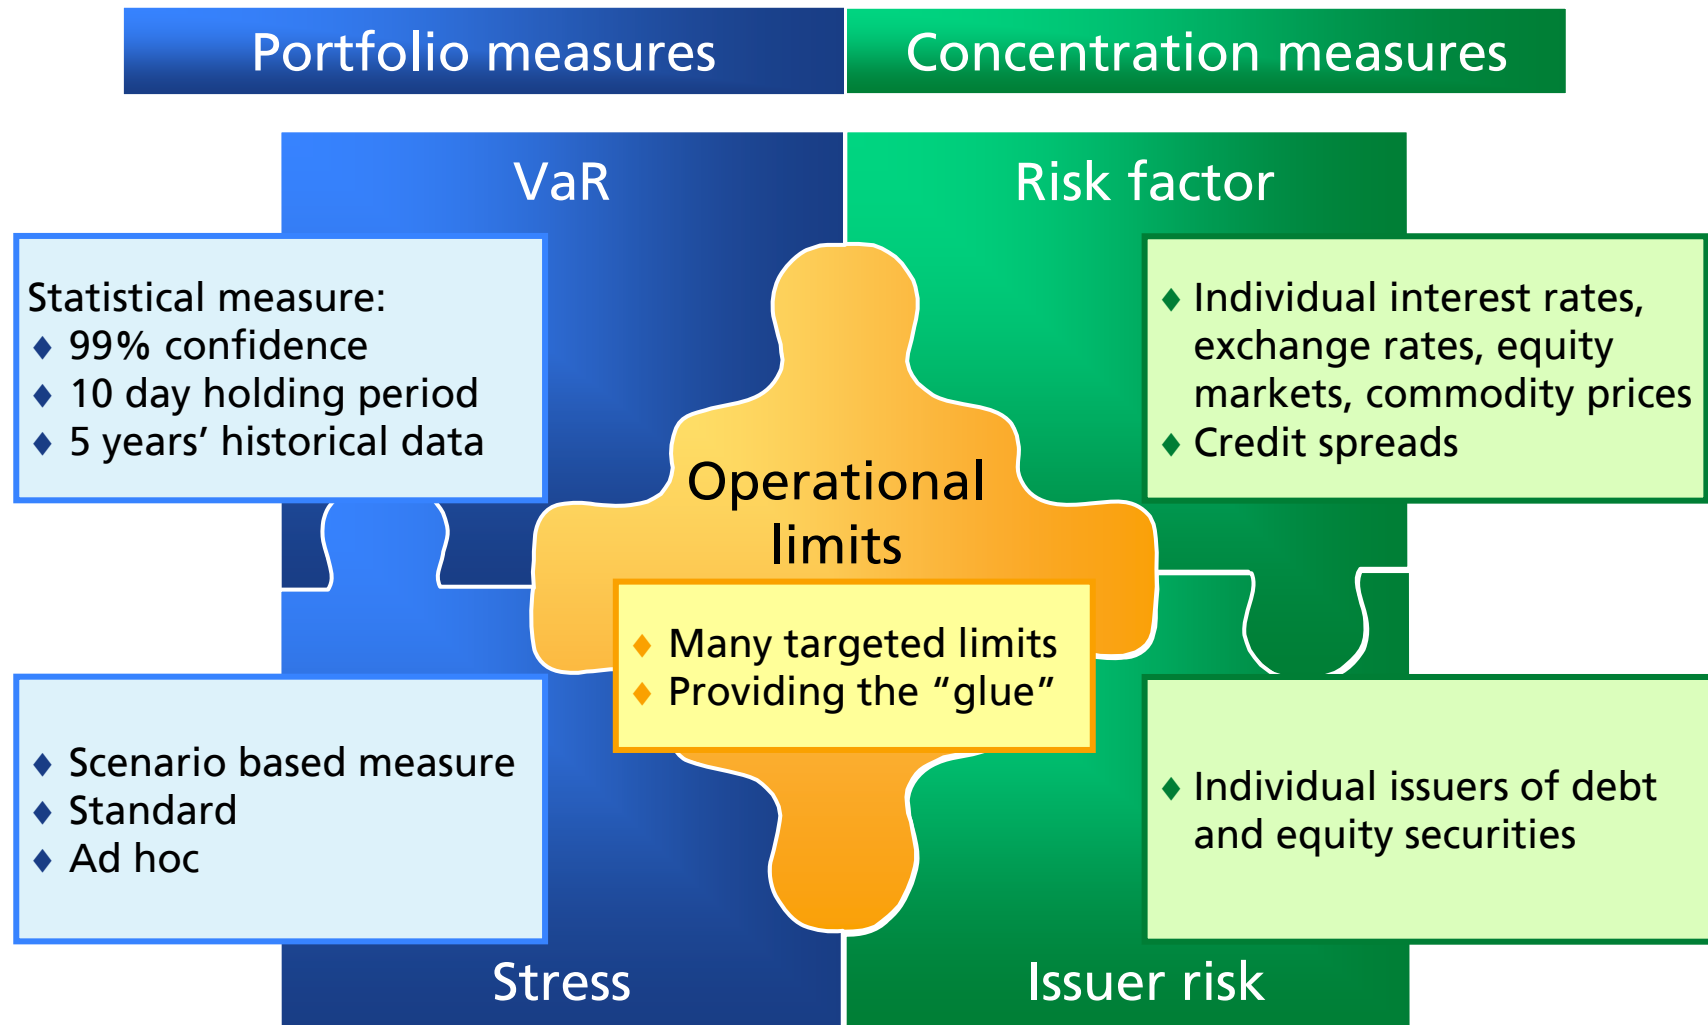 Portfolio measures
Concentration measures
VaR
Risk factor
Statistical measure:
♦ 99% confidence
♦ 10 day holding period
♦ 5 years’ historical data
♦ Individual interest rates,
exchange rates, equity
markets, commodity prices
♦ Credit spreads
Operational
limits
♦ Many targeted limits
♦ Providing the “glue”
♦ Scenario based measure
♦ Standard
♦ Ad hoc
♦ Individual issuers of debt
and equity securities
Stress
Issuer risk